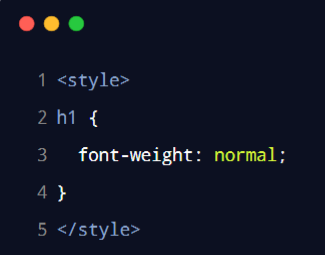 1 <style>
2 h1 {
3   font-weight: normal;
4 }
5 </style>